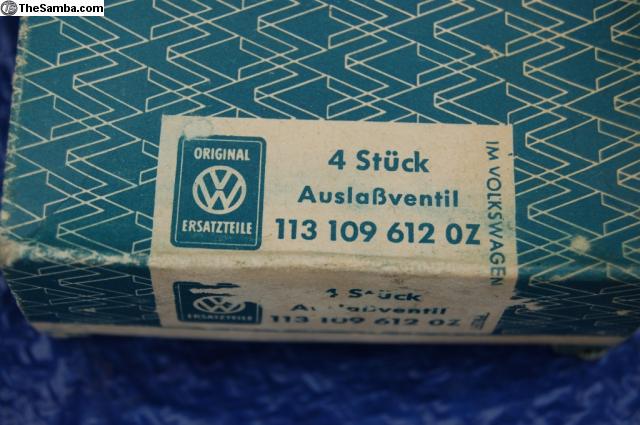 TheSamba.com
ORIGINAL
ERSATZTEILE
4 Stück
Auslaßventil
113 109 612 0Z
IM VOLKSWAGEN
ERSATZTEILE
4 Stück
113 109 612 0Z